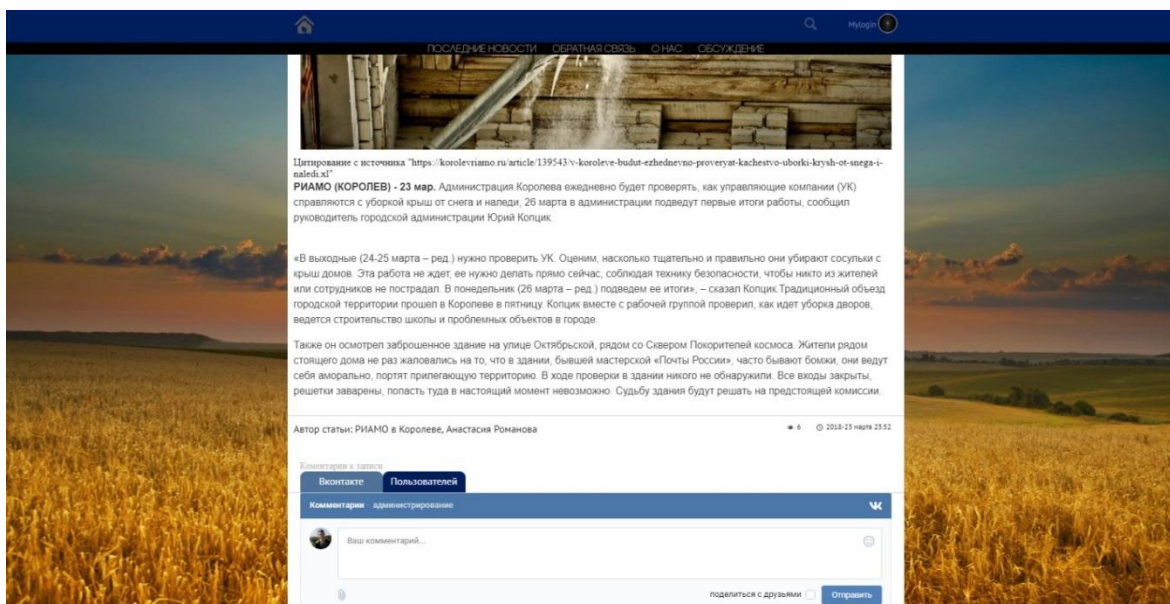 Mylogin
ПОСЛЕДНИЕ НОВОСТИ ОБРАТНАЯ СВЯЗЬ О НАС ОБСУЖДЕНИЕ
Цитирование с источника "https://korolevriamo.ru/article/139543/v-koroleve-budut-ezhednevno-proveryat-kachestvo-uborki-krysh-ot-snega-i-
naledi.xl"
РИАМО (КОРОЛЕВ) - 23 мар. Администрация Королева ежедневно будет проверять, как управляющие компании (УК)
справляются с уборкой крыш от снега и наледи, 26 марта в администрации подведут первые итоги работы, сообщил
руководитель городской администрации Юрий Копцик.
«В выходные (24-25 марта – ред.) нужно проверить УК. Оценим, насколько тщательно и правильно они убирают сосульки с
крыш домов. Эта работа не ждет, ее нужно делать прямо сейчас, соблюдая технику безопасности, чтобы никто из жителей
или сотрудников не пострадал. В понедельник (26 марта – ред.) подведем ее итоги», – сказал Копцик.Традиционный объезд
городской территории прошел в Королеве в пятницу. Копцик вместе с рабочей группой проверил, как идет уборка дворов,
ведется строительство школы и проблемных объектов в городе.
Также он осмотрел заброшенное здание на улице Октябрьской, рядом со Сквером Покорителей космоса. Жители рядом
стоящего дома не раз жаловались на то, что в здании, бывшей мастерской «Почты России», часто бывают бомжи, они ведут
себя аморально, портят прилегающую территорию. В ходе проверки в здании никого не обнаружили. Все входы закрыты,
решетки заварены, попасть туда в настоящий момент невозможно. Судьбу здания будут решать на предстоящей комиссии.
Автор статьи: РИАМО в Королеве, Анастасия Романова 6 2018-23 марта 23:52
Коментарии к записи
Вконтакте Пользователей
Комментарии · администрирование
Ваш комментарий...
поделиться с друзьями Отправить